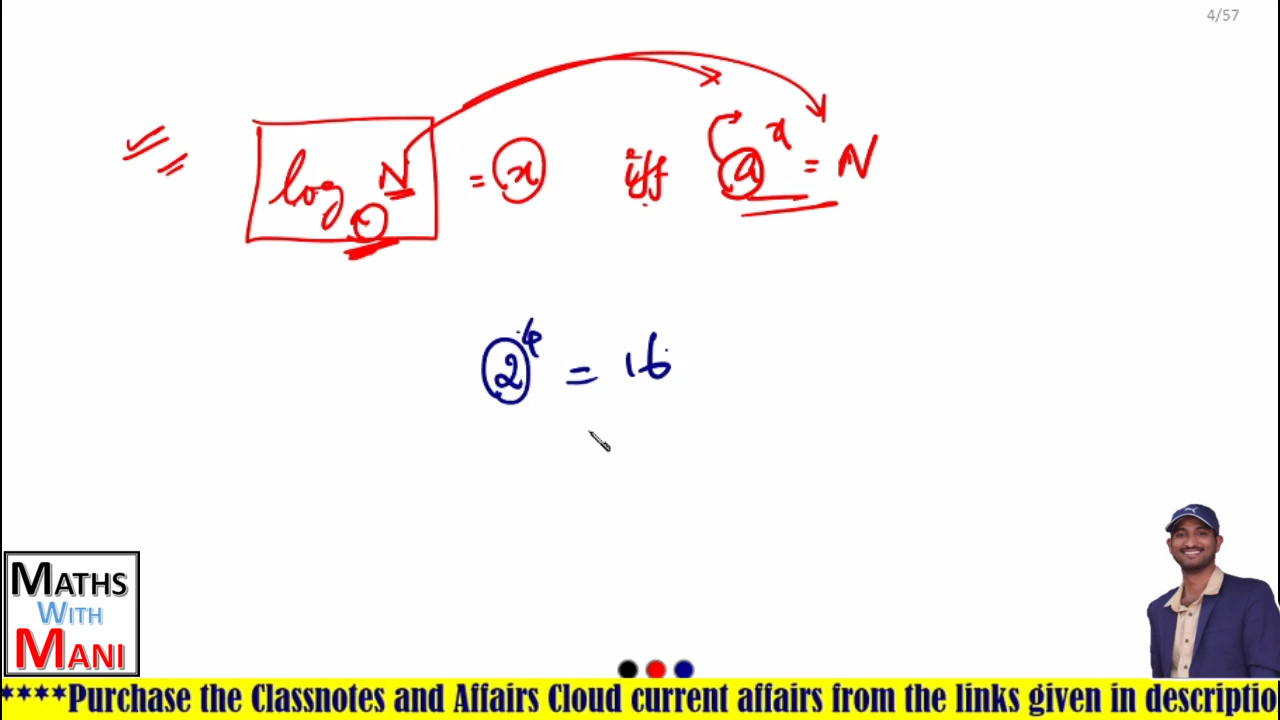 4/57
log_a N = x iff a^x = N
2^4 = 16
MATHS
WITH
MANI
****Purchase the Classnotes and Affairs Cloud current affairs from the links given in descriptio